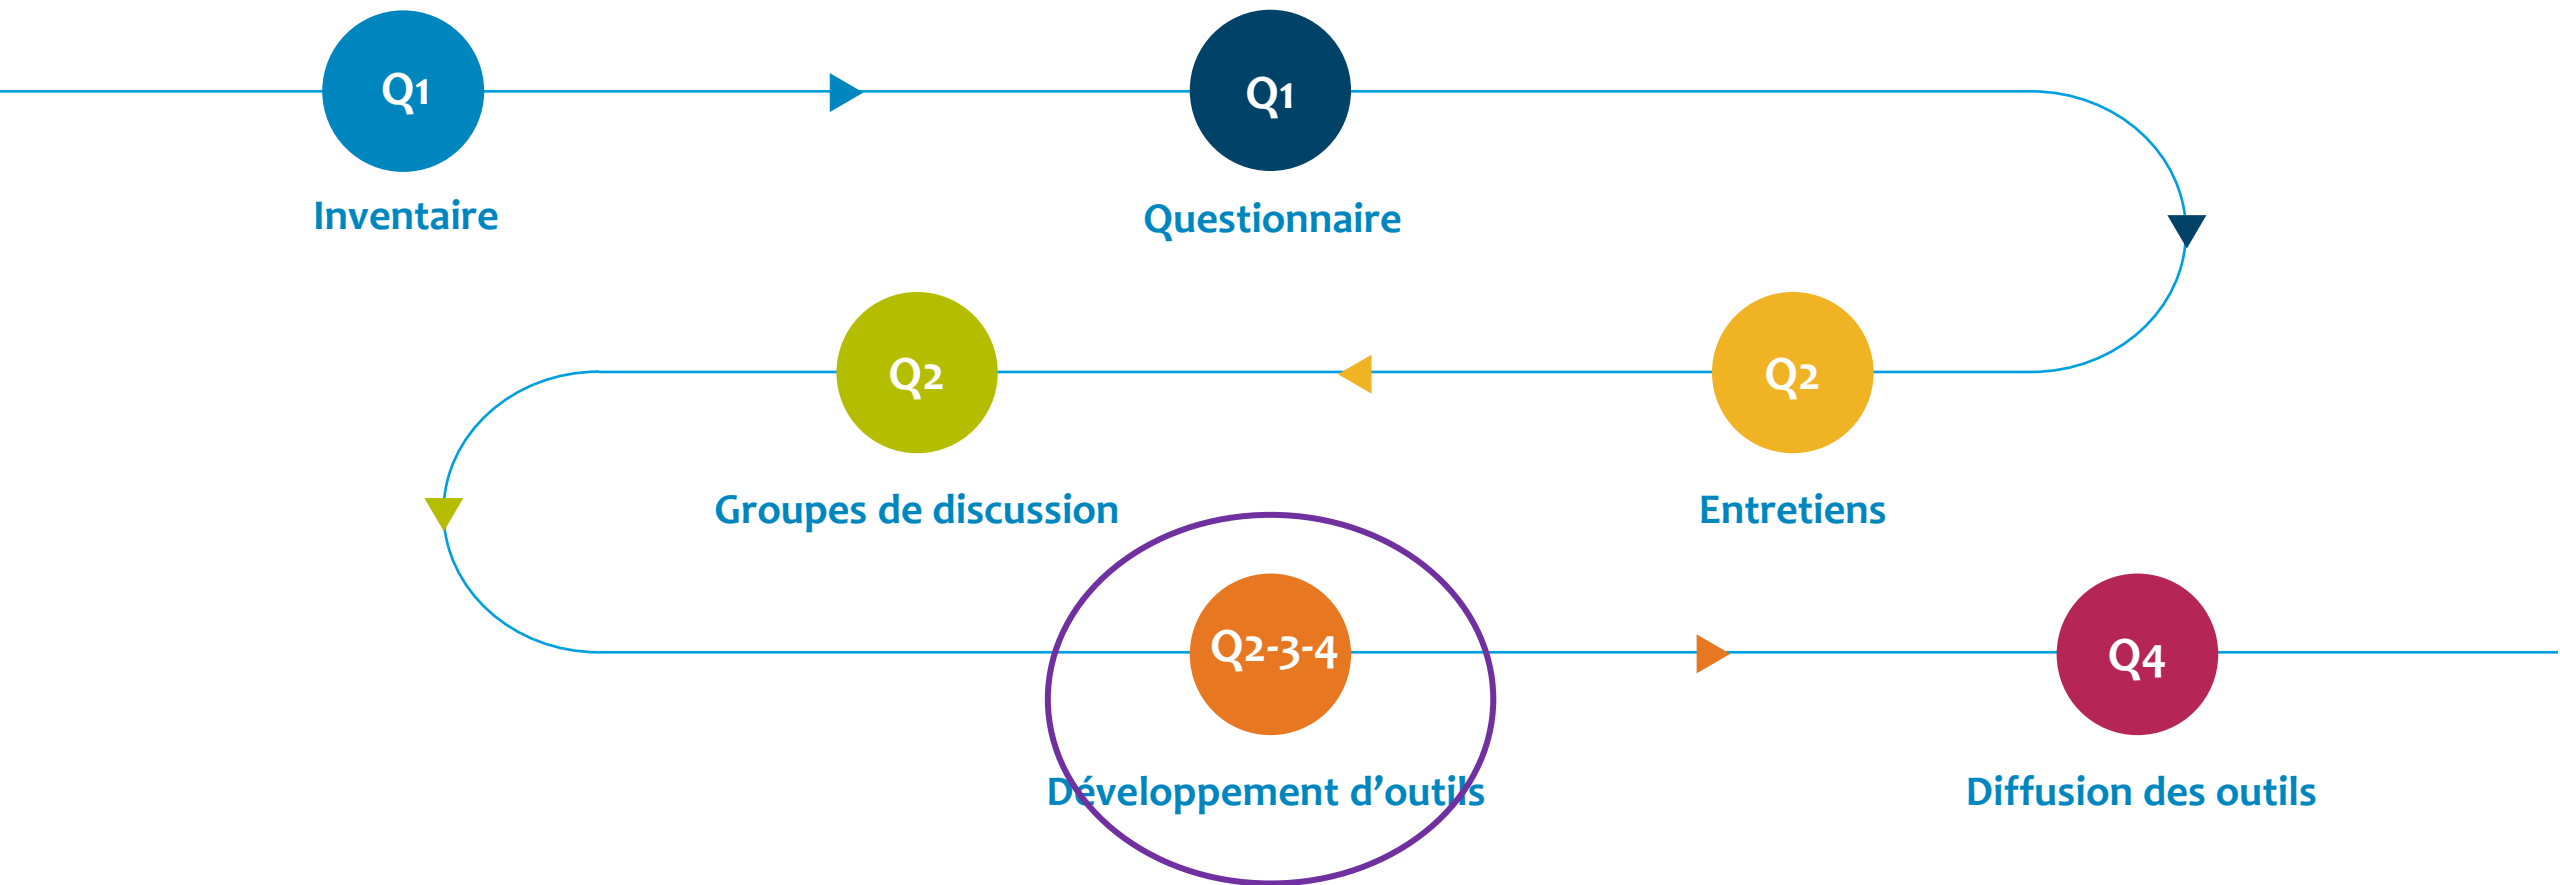 Q1
Inventaire
Q1
Questionnaire
Q2
Entretiens
Q2
Groupes de discussion
Q2-3-4
Développement d’outils
Q4
Diffusion des outils